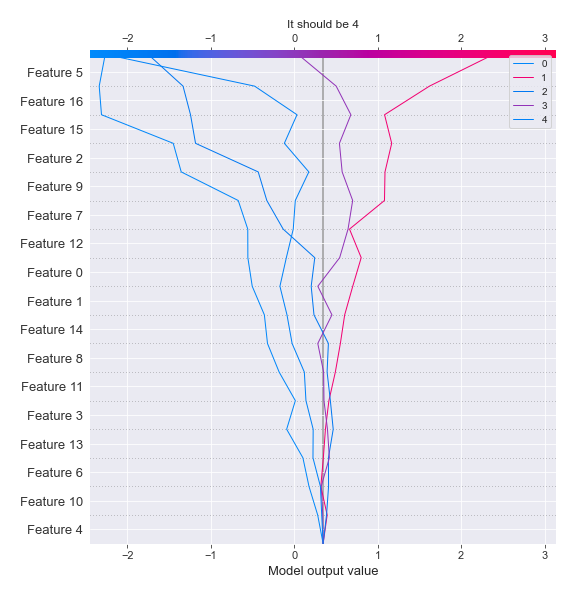 It should be 4
−2 −1 0 1 2 3
0
1
2
3
4
Feature 5
Feature 16
Feature 15
Feature 2
Feature 9
Feature 7
Feature 12
Feature 0
Feature 1
Feature 14
Feature 8
Feature 11
Feature 3
Feature 13
Feature 6
Feature 10
Feature 4
−2 −1 0 1 2 3
Model output value